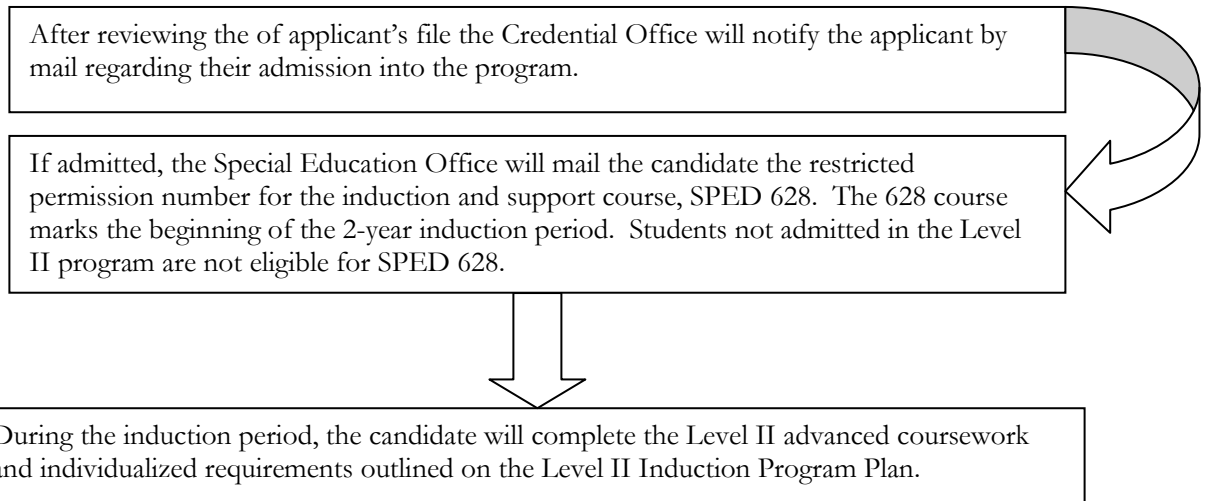 After reviewing the of applicant’s file the Credential Office will notify the applicant by
mail regarding their admission into the program.
If admitted, the Special Education Office will mail the candidate the restricted
permission number for the induction and support course, SPED 628.  The 628 course
marks the beginning of the 2-year induction period.  Students not admitted in the Level
II program are not eligible for SPED 628.
During the induction period, the candidate will complete the Level II advanced coursework
and individualized requirements outlined on the Level II Induction Program Plan.